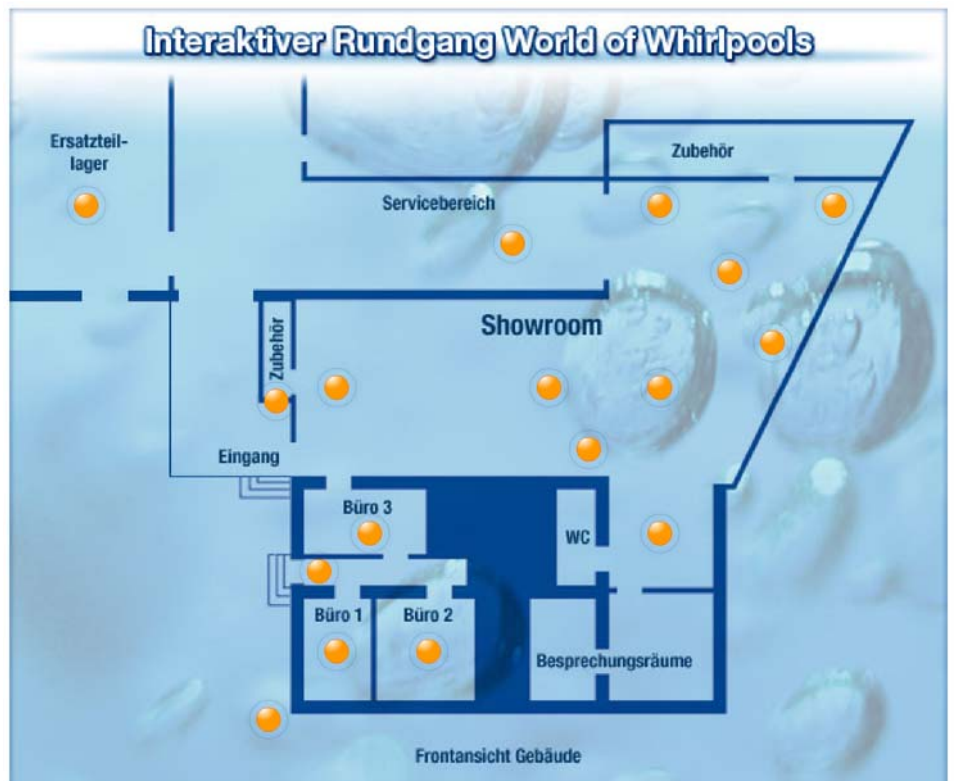 Interaktiver Rundgang World of Whirlpools
Ersatzteil-
lager
Zubehör
Servicebereich
Showroom
Zubehör
Eingang
Büro 3
WC
Büro 1
Büro 2
Besprechungsräume
Frontansicht Gebäude